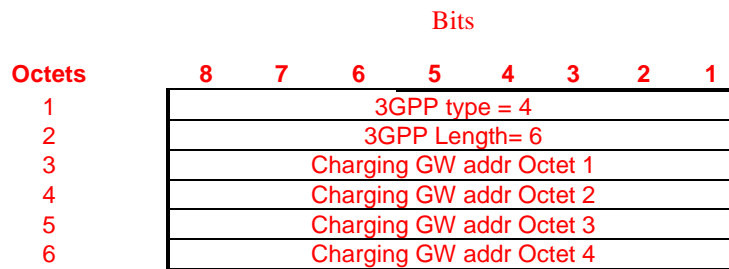 Bits
Octets 8 7 6 5 4 3 2 1
1 3GPP type = 4
2 3GPP Length= 6
3 Charging GW addr Octet 1
4 Charging GW addr Octet 2
5 Charging GW addr Octet 3
6 Charging GW addr Octet 4